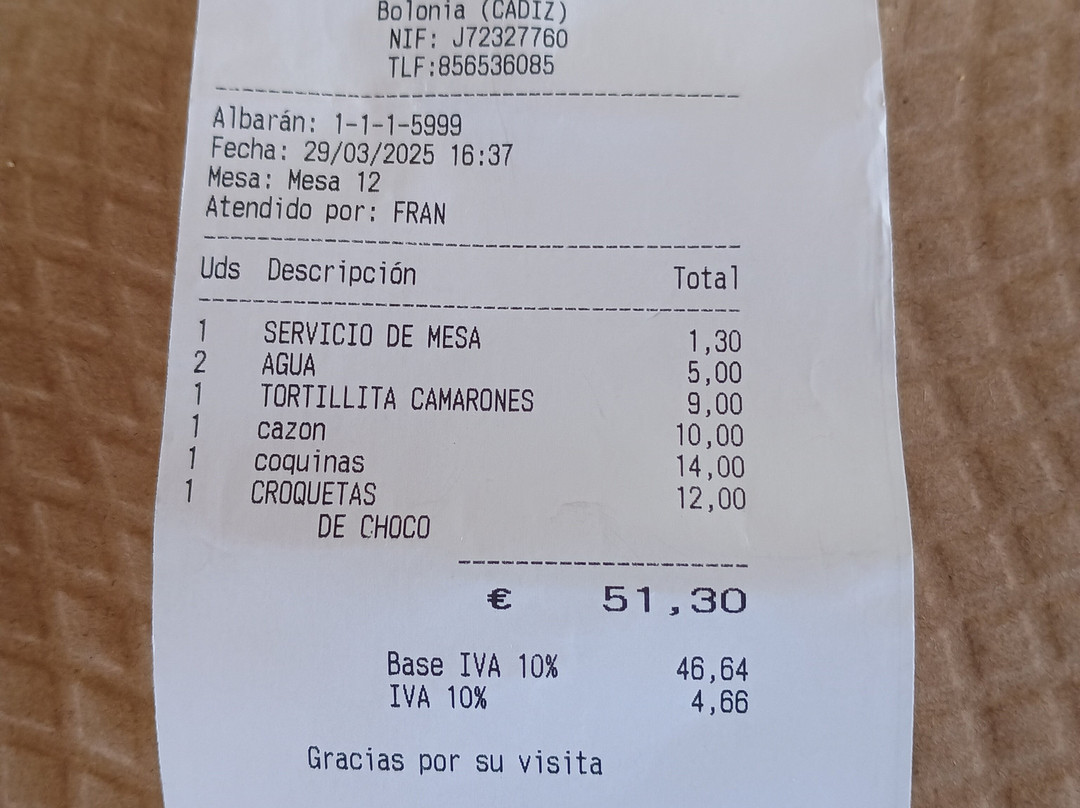 Bolonia (CADIZ)
NIF: J72327760
TLF:856536085
Albarán: 1-1-1-5999
Fecha: 29/03/2025 16:37
Mesa: Mesa 12
Atendido por: FRAN
Uds Descripción Total
1 SERVICIO DE MESA 1,30
2 AGUA 5,00
1 TORTILLITA CAMARONES 9,00
1 cazon 10,00
1 coquinas 14,00
1 CROQUETAS 12,00
DE CHOCO
€ 51,30
Base IVA 10% 46,64
IVA 10% 4,66
Gracias por su visita